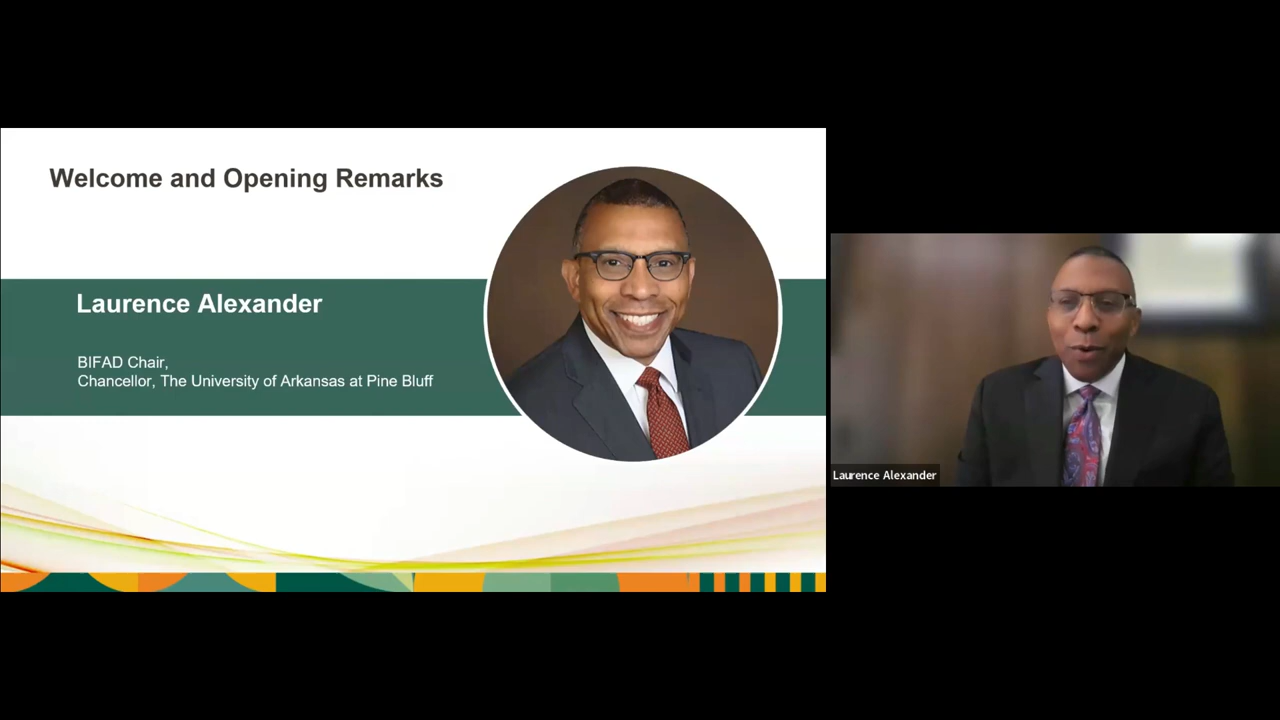 Welcome and Opening Remarks
Laurence Alexander
BIFAD Chair,
Chancellor, The University of Arkansas at Pine Bluff
Laurence Alexander